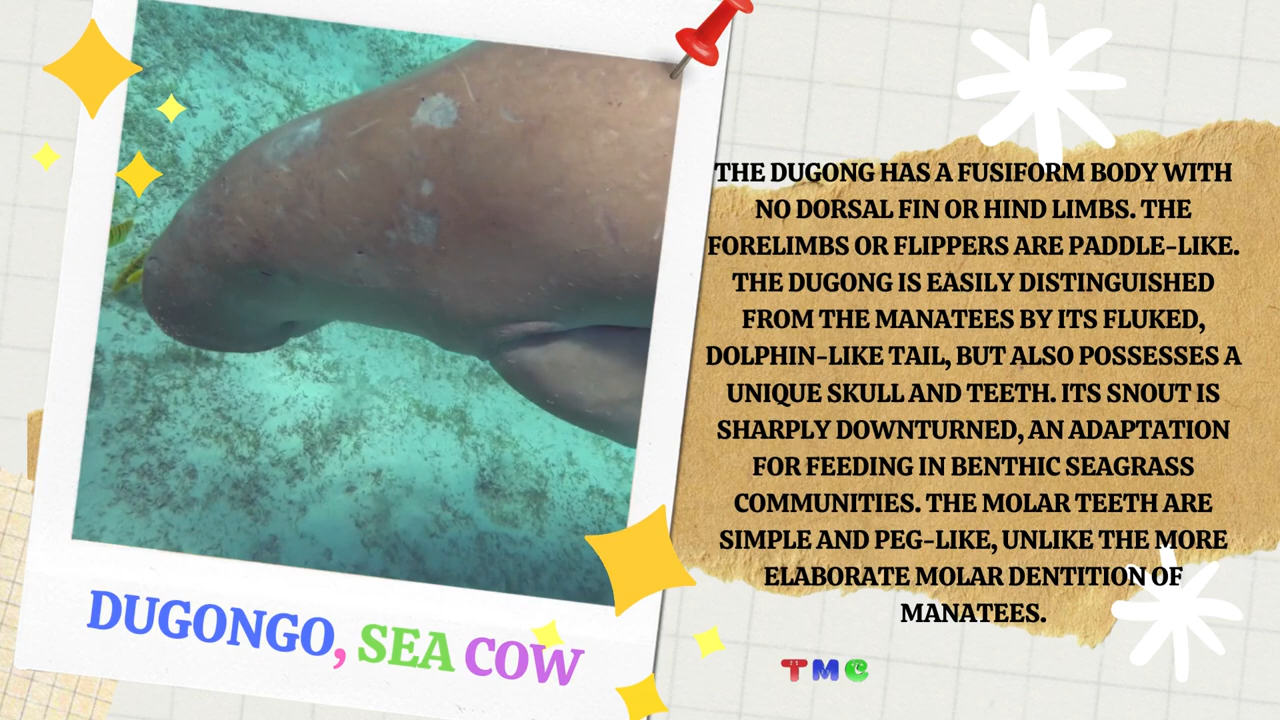 THE DUGONG HAS A FUSIFORM BODY WITH
NO DORSAL FIN OR HIND LIMBS. THE
FORELIMBS OR FLIPPERS ARE PADDLE-LIKE.
THE DUGONG IS EASILY DISTINGUISHED
FROM THE MANATEES BY ITS FLUKED,
DOLPHIN-LIKE TAIL, BUT ALSO POSSESSES A
UNIQUE SKULL AND TEETH. ITS SNOUT IS
SHARPLY DOWNTURNED, AN ADAPTATION
FOR FEEDING IN BENTHIC SEAGRASS
COMMUNITIES. THE MOLAR TEETH ARE
SIMPLE AND PEG-LIKE, UNLIKE THE MORE
ELABORATE MOLAR DENTITION OF
MANATEES.
DUGONGO, SEA COW
TMC